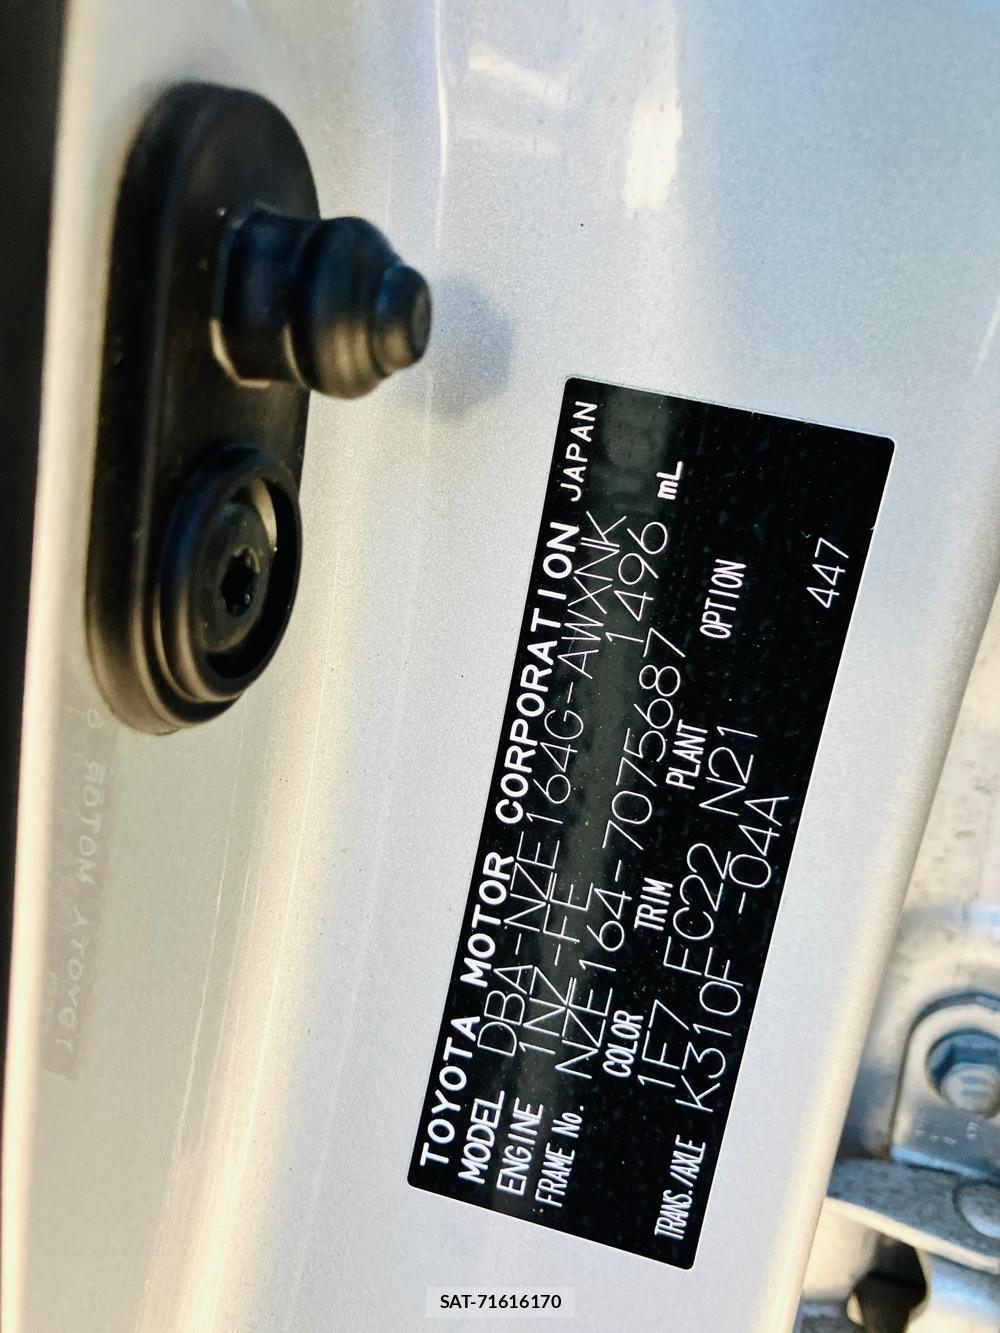 TOYOTA MOTOR CORPORATION JAPAN
MODEL DBA-NZE164G-AWXNK
ENGINE 1NZ-FE 1496 mL
FRAME No. NZE164-7075687
COLOR TRIM PLANT OPTION
1F7 FC22 N21
TRANS./AXLE K310F -04A
447
SAT-71616170